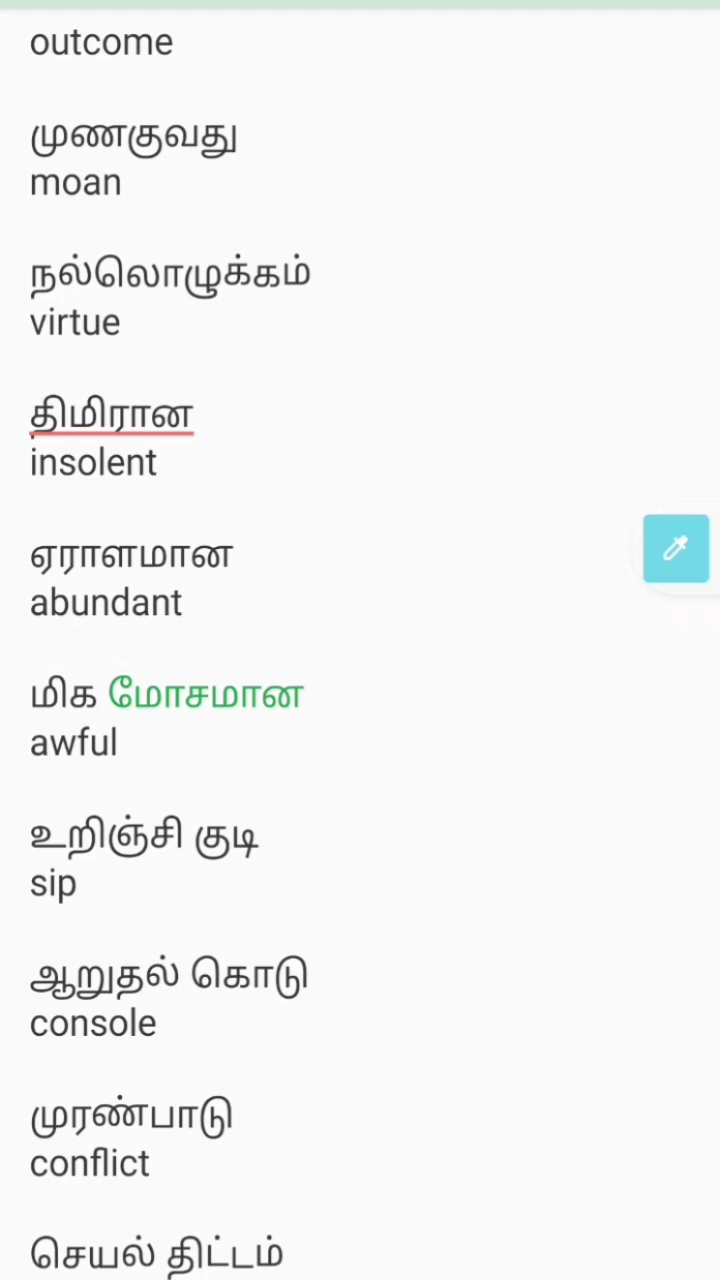 outcome
முணகுவது
moan
நல்லொழுக்கம்
virtue
திமிரான
insolent
ஏராளமான
abundant
மிக மோசமான
awful
உறிஞ்சி குடி
sip
ஆறுதல் கொடு
console
முரண்பாடு
conflict
செயல் திட்டம்